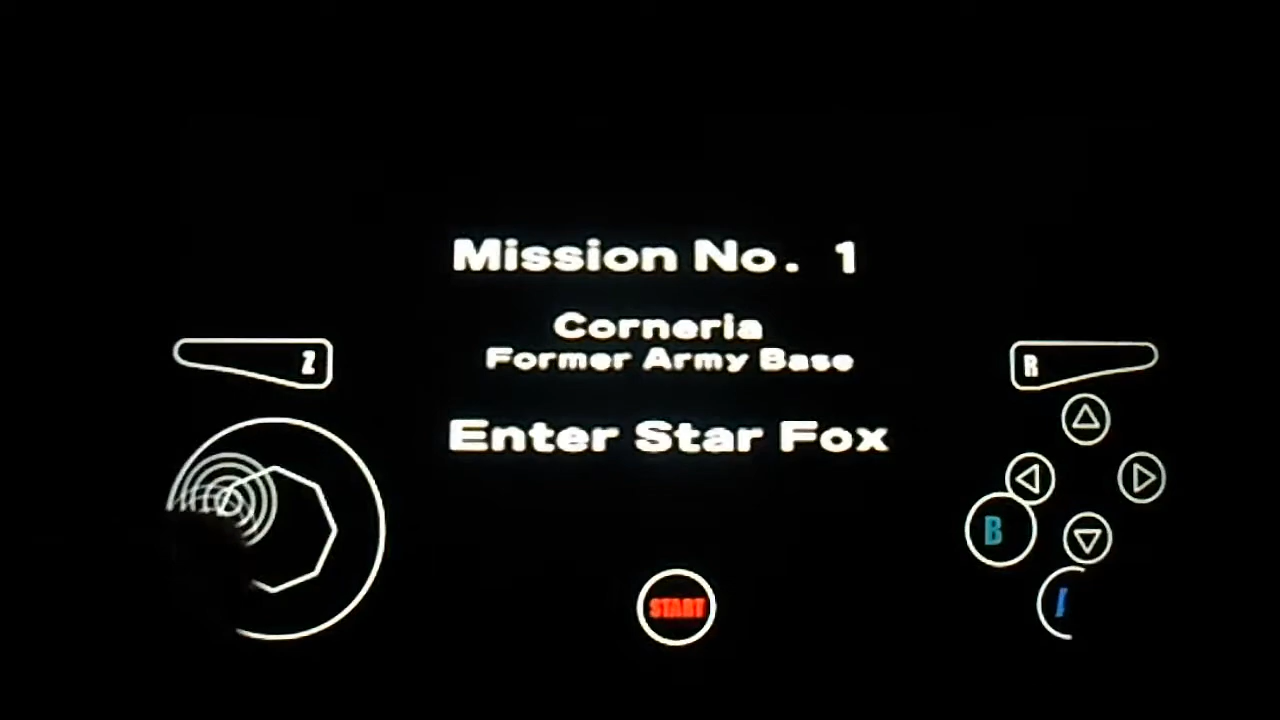 Mission No. 1
Corneria
Former Army Base
Z
R
Enter Star Fox
B
START